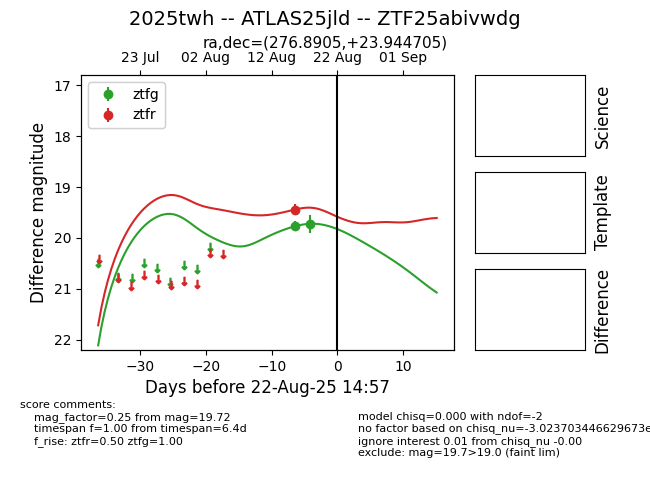 2025twh -- ATLAS25jld -- ZTF25abivwdg
ra,dec=(276.8905,+23.944705)
23 Jul 02 Aug 12 Aug 22 Aug 01 Sep
ztfg
ztfr
17
18
19
20
21
22
Difference magnitude
−30 −20 −10 0 10
Days before 22-Aug-25 14:57
Science
Template
Difference
score comments:
mag_factor=0.25 from mag=19.72
timespan f=1.00 from timespan=6.4d
f_rise: ztfr=0.50 ztfg=1.00
model chisq=0.000 with ndof=-2
no factor based on chisq_nu=-3.023703446629673e
ignore interest 0.01 from chisq_nu -0.00
exclude: mag=19.7>19.0 (faint lim)